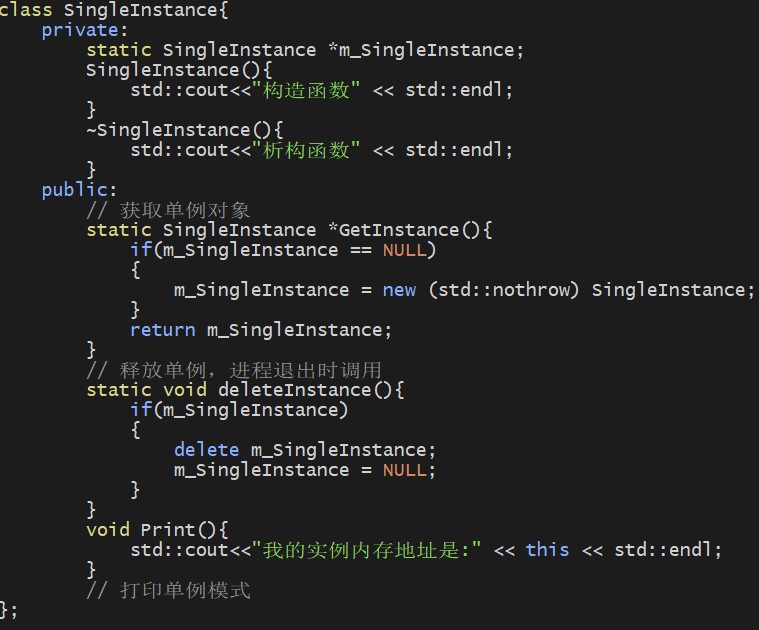 class SingleInstance{
    private:
        static SingleInstance *m_SingleInstance;
        SingleInstance(){
            std::cout<<"构造函数" << std::endl;
        }
        ~SingleInstance(){
            std::cout<<"析构函数" << std::endl;
        }
    public:
        // 获取单例对象
        static SingleInstance *GetInstance(){
            if(m_SingleInstance == NULL)
            {
                m_SingleInstance = new (std::nothrow) SingleInstance;
            }
            return m_SingleInstance;
        }
        // 释放单例，进程退出时调用
        static void deleteInstance(){
            if(m_SingleInstance)
            {
                delete m_SingleInstance;
                m_SingleInstance = NULL;
            }
        }
        void Print(){
            std::cout<<"我的实例内存地址是:" << this << std::endl;
        }
        // 打印单例模式
};